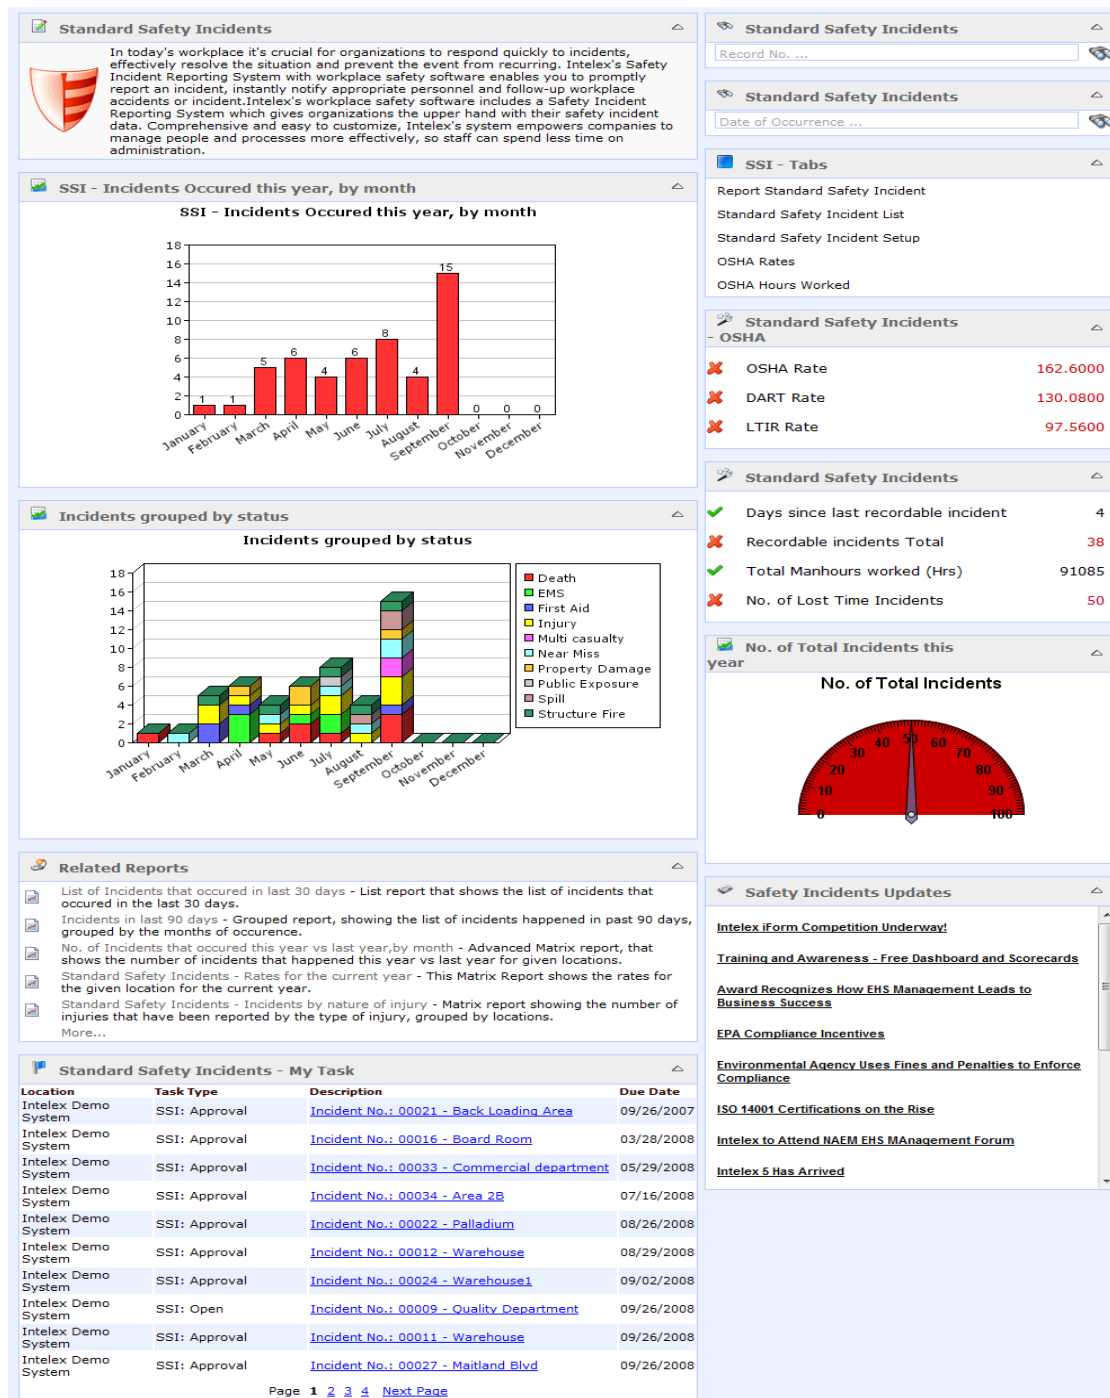 Standard Safety Incidents
In today's workplace it's crucial for organizations to respond quickly to incidents,
effectively resolve the situation and prevent the event from recurring. Intelex's Safety
Incident Reporting System with workplace safety software enables you to promptly
report an incident, instantly notify appropriate personnel and follow-up workplace
accidents or incident.Intelex's workplace safety software includes a Safety Incident
Reporting System which gives organizations the upper hand with their safety incident
data. Comprehensive and easy to customize, Intelex's system empowers companies to
manage people and processes more effectively, so staff can spend less time on
administration.
SSI - Incidents Occured this year, by month
SSI - Incidents Occured this year, by month
18
16
14
12
10
8
6
4
2
0
1 1 5 6 4 6 8 4 15 0 0 0
January February March April May June July August September October November December
Incidents grouped by status
Incidents grouped by status
18
16
14
12
10
8
6
4
2
0
January February March April May June July August September October November December
Death
EMS
First Aid
Injury
Multi casualty
Near Miss
Property Damage
Public Exposure
Spill
Structure Fire
Related Reports
List of Incidents that occured in last 30 days - List report that shows the list of incidents that
occured in the last 30 days.
Incidents in last 90 days - Grouped report, showing the list of incidents happened in past 90 days,
grouped by the months of occurence.
No. of Incidents that occured this year vs last year,by month - Advanced Matrix report, that
shows the number of incidents that happened this year vs last year for given locations.
Standard Safety Incidents - Rates for the current year - This Matrix Report shows the rates for
the given location for the current year.
Standard Safety Incidents - Incidents by nature of injury - Matrix report showing the number of
injuries that have been reported by the type of injury, grouped by locations.
More...
Standard Safety Incidents - My Task
Location Task Type Description Due Date
Intelex Demo System SSI: Approval Incident No.: 00021 - Back Loading Area 09/26/2007
Intelex Demo System SSI: Approval Incident No.: 00016 - Board Room 03/28/2008
Intelex Demo System SSI: Approval Incident No.: 00033 - Commercial department 05/29/2008
Intelex Demo System SSI: Approval Incident No.: 00034 - Area 2B 07/16/2008
Intelex Demo System SSI: Approval Incident No.: 00022 - Palladium 08/26/2008
Intelex Demo System SSI: Approval Incident No.: 00012 - Warehouse 08/29/2008
Intelex Demo System SSI: Approval Incident No.: 00024 - Warehouse1 09/02/2008
Intelex Demo System SSI: Open Incident No.: 00009 - Quality Department 09/26/2008
Intelex Demo System SSI: Approval Incident No.: 00011 - Warehouse 09/26/2008
Intelex Demo System SSI: Approval Incident No.: 00027 - Maitland Blvd 09/26/2008
Page 1 2 3 4 Next Page
Standard Safety Incidents
Record No. ...
Standard Safety Incidents
Date of Occurrence ...
SSI - Tabs
Report Standard Safety Incident
Standard Safety Incident List
Standard Safety Incident Setup
OSHA Rates
OSHA Hours Worked
Standard Safety Incidents
- OSHA
OSHA Rate 162.6000
DART Rate 130.0800
LTIR Rate 97.5600
Standard Safety Incidents
Days since last recordable incident 4
Recordable incidents Total 38
Total Manhours worked (Hrs) 91085
No. of Lost Time Incidents 50
No. of Total Incidents this
year
No. of Total Incidents
0 10 20 30 40 50 60 70 80 90 100
Safety Incidents Updates
Intelex iForm Competition Underway!
Training and Awareness - Free Dashboard and Scorecards
Award Recognizes How EHS Management Leads to
Business Success
EPA Compliance Incentives
Environmental Agency Uses Fines and Penalties to Enforce
Compliance
ISO 14001 Certifications on the Rise
Intelex to Attend NAEM EHS MAnagement Forum
Intelex 5 Has Arrived